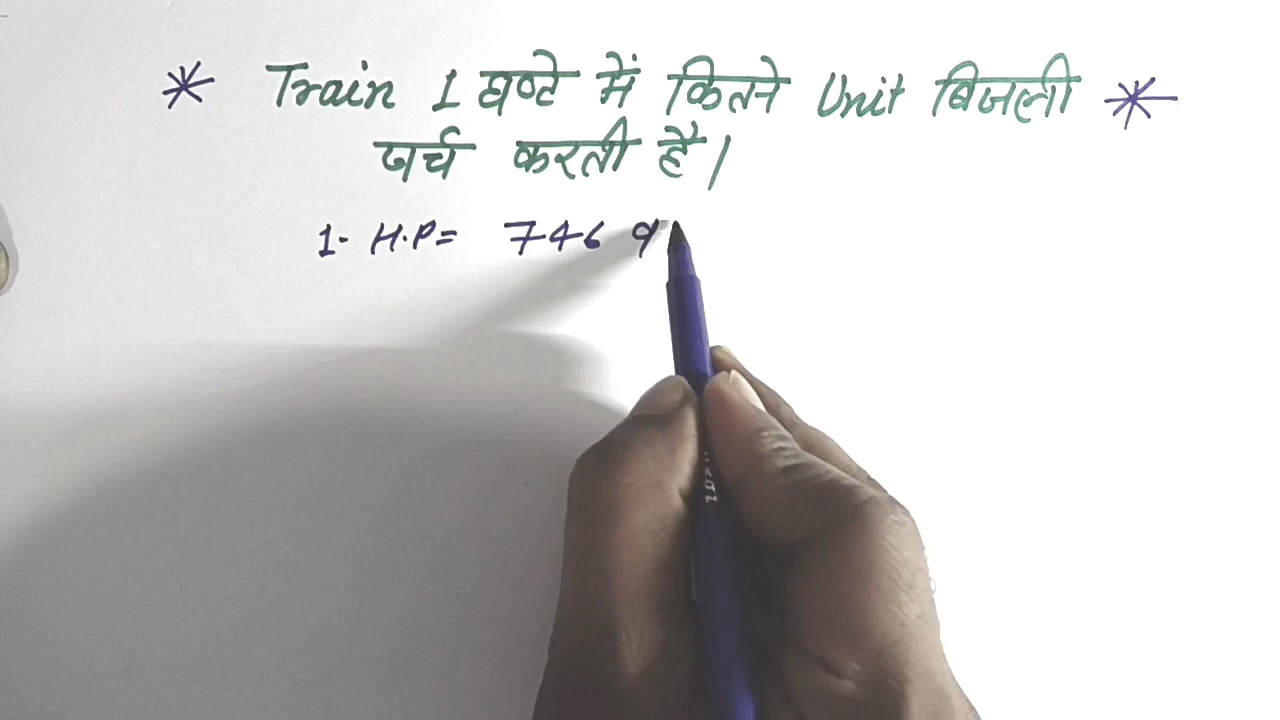 * Train 1 घण्टे में कितने Unit बिजली *
खर्च करती है।
1. H.P = 746